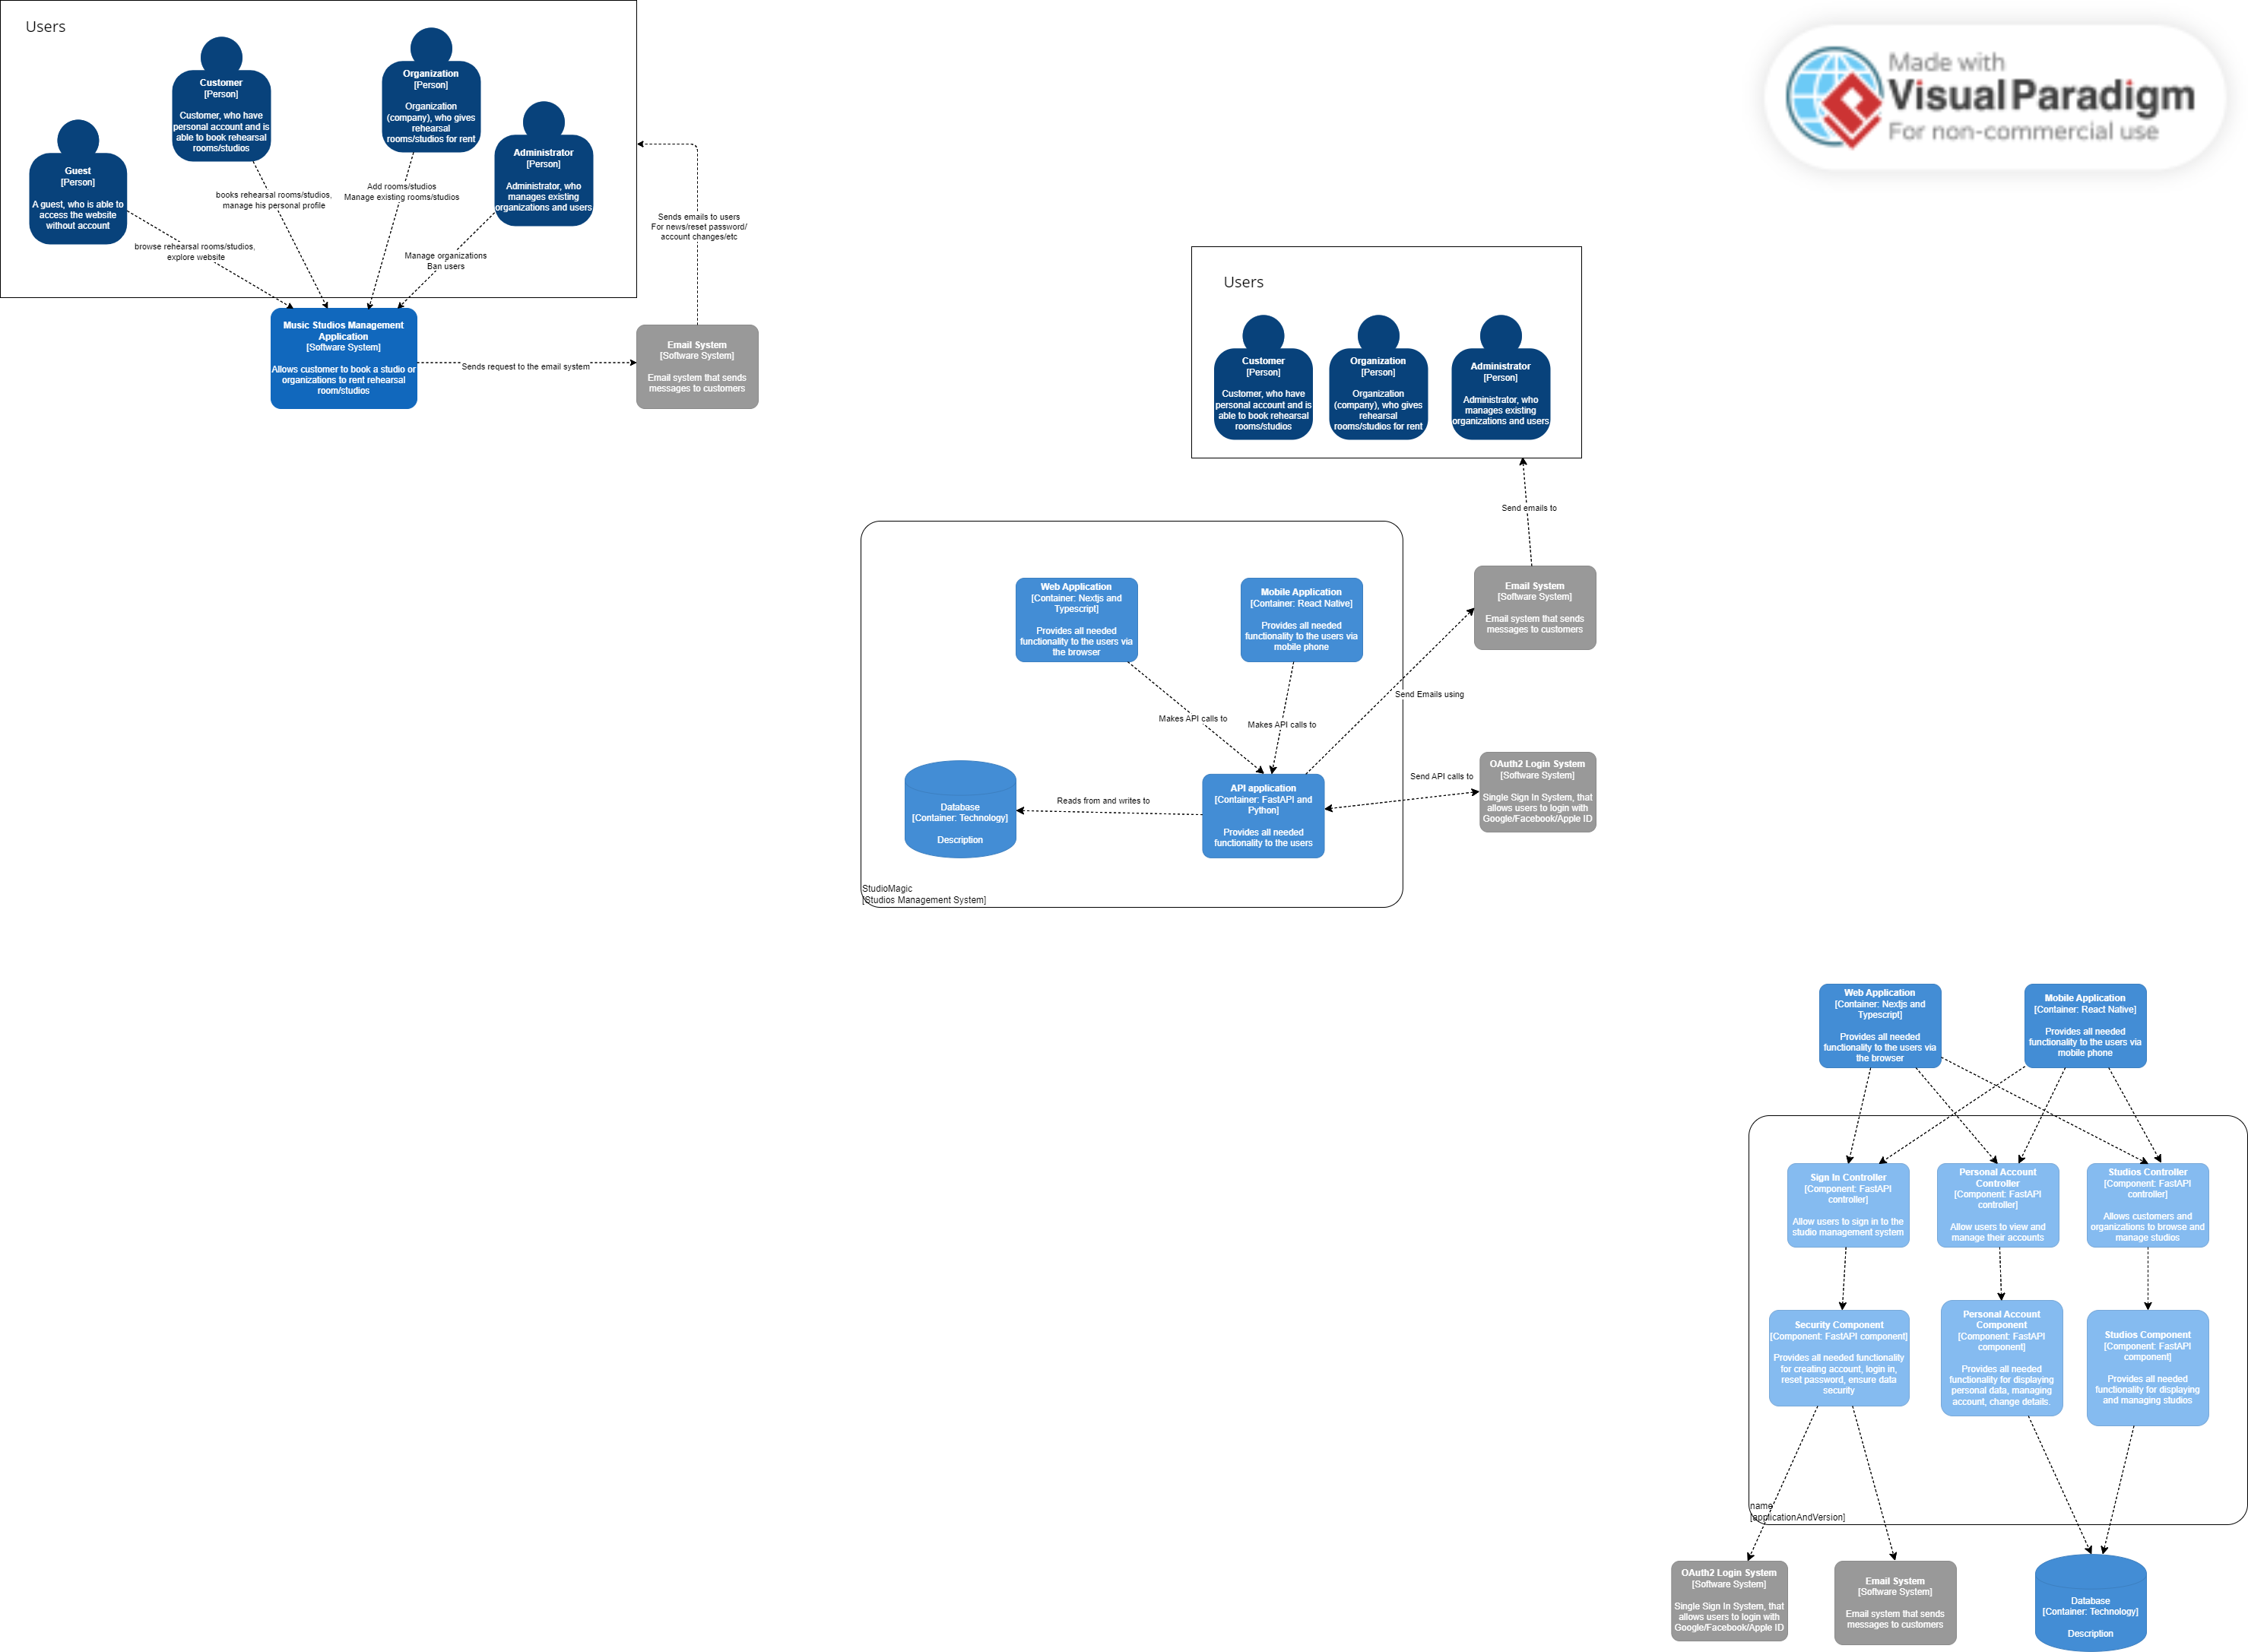 Users
Customer
[Person]
Customer, who have
personal account and is
able to book rehearsal
rooms/studios
Organization
[Person]
Organization
(company), who gives
rehearsal
rooms/studios for rent
Guest
[Person]
A guest, who is able to
access the website
without account
Administrator
[Person]
Administrator, who
manages existing
organizations and users
browse rehearsal rooms/studios,
explore website
books rehearsal rooms/studios,
manage his personal profile
Add rooms/studios
Manage existing rooms/studios
Manage organizations
Ban users
Sends emails to users
For news/reset password/
account changes/etc
Music Studios Management
Application
[Software System]
Allows customer to book a studio or
organizations to rent rehearsal
room/studios
Sends request to the email system
Email System
[Software System]
Email system that sends
messages to customers
Made with
Visual Paradigm
For non-commercial use
Users
Customer
[Person]
Customer, who have
personal account and is
able to book rehearsal
rooms/studios
Organization
[Person]
Organization
(company), who gives
rehearsal
rooms/studios for rent
Administrator
[Person]
Administrator, who
manages existing
organizations and users
Send emails to
Web Application
[Container: Nextjs and
Typescript]
Provides all needed
functionality to the users via
the browser
Mobile Application
[Container: React Native]
Provides all needed
functionality to the users via
mobile phone
Email System
[Software System]
Email system that sends
messages to customers
Makes API calls to
Makes API calls to
Send Emails using
Database
[Container: Technology]
Description
Reads from and writes to
API application
[Container: FastAPI and
Python]
Provides all needed
functionality to the users
Send API calls to
OAuth2 Login System
[Software System]
Single Sign In System, that
allows users to login with
Google/Facebook/Apple ID
StudioMagic
[Studios Management System]
Web Application
[Container: Nextjs and
Typescript]
Provides all needed
functionality to the users via
the browser
Mobile Application
[Container: React Native]
Provides all needed
functionality to the users via
mobile phone
Sign In Controller
[Component: FastAPI
controller]
Allow users to sign in to the
studio management system
Personal Account
Controller
[Component: FastAPI
controller]
Allow users to view and
manage their accounts
Studios Controller
[Component: FastAPI
controller]
Allows customers and
organizations to browse and
manage studios
Security Component
[Component: FastAPI component]
Provides all needed functionality
for creating account, login in,
reset password, ensure data
security
Personal Account
Component
[Component: FastAPI
component]
Provides all needed
functionality for displaying
personal data, managing
account, change details.
Studios Component
[Component: FastAPI
component]
Provides all needed
functionality for displaying
and managing studios
name
[applicationAndVersion]
OAuth2 Login System
[Software System]
Single Sign In System, that
allows users to login with
Google/Facebook/Apple ID
Email System
[Software System]
Email system that sends
messages to customers
Database
[Container: Technology]
Description